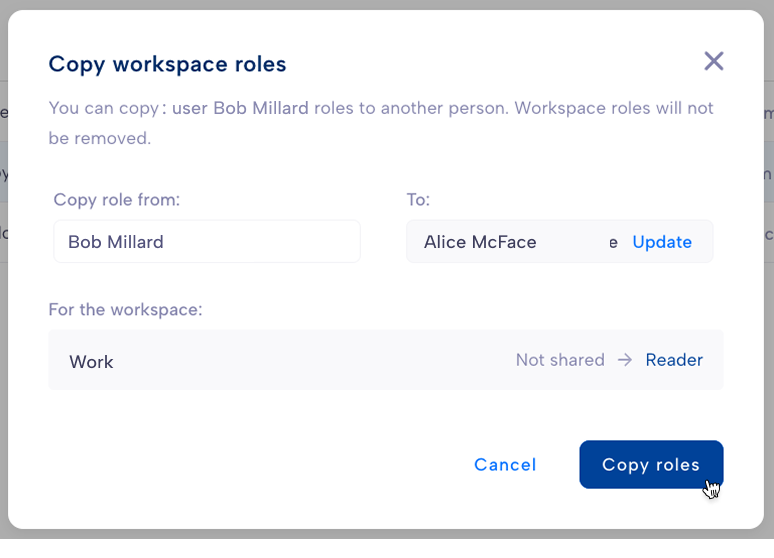 Copy workspace roles
You can copy: user Bob Millard roles to another person. Workspace roles will not
be removed.
Copy role from:
To:
Bob Millard
Alice McFace
e
Update
For the workspace:
Work
Not shared → Reader
Cancel
Copy roles